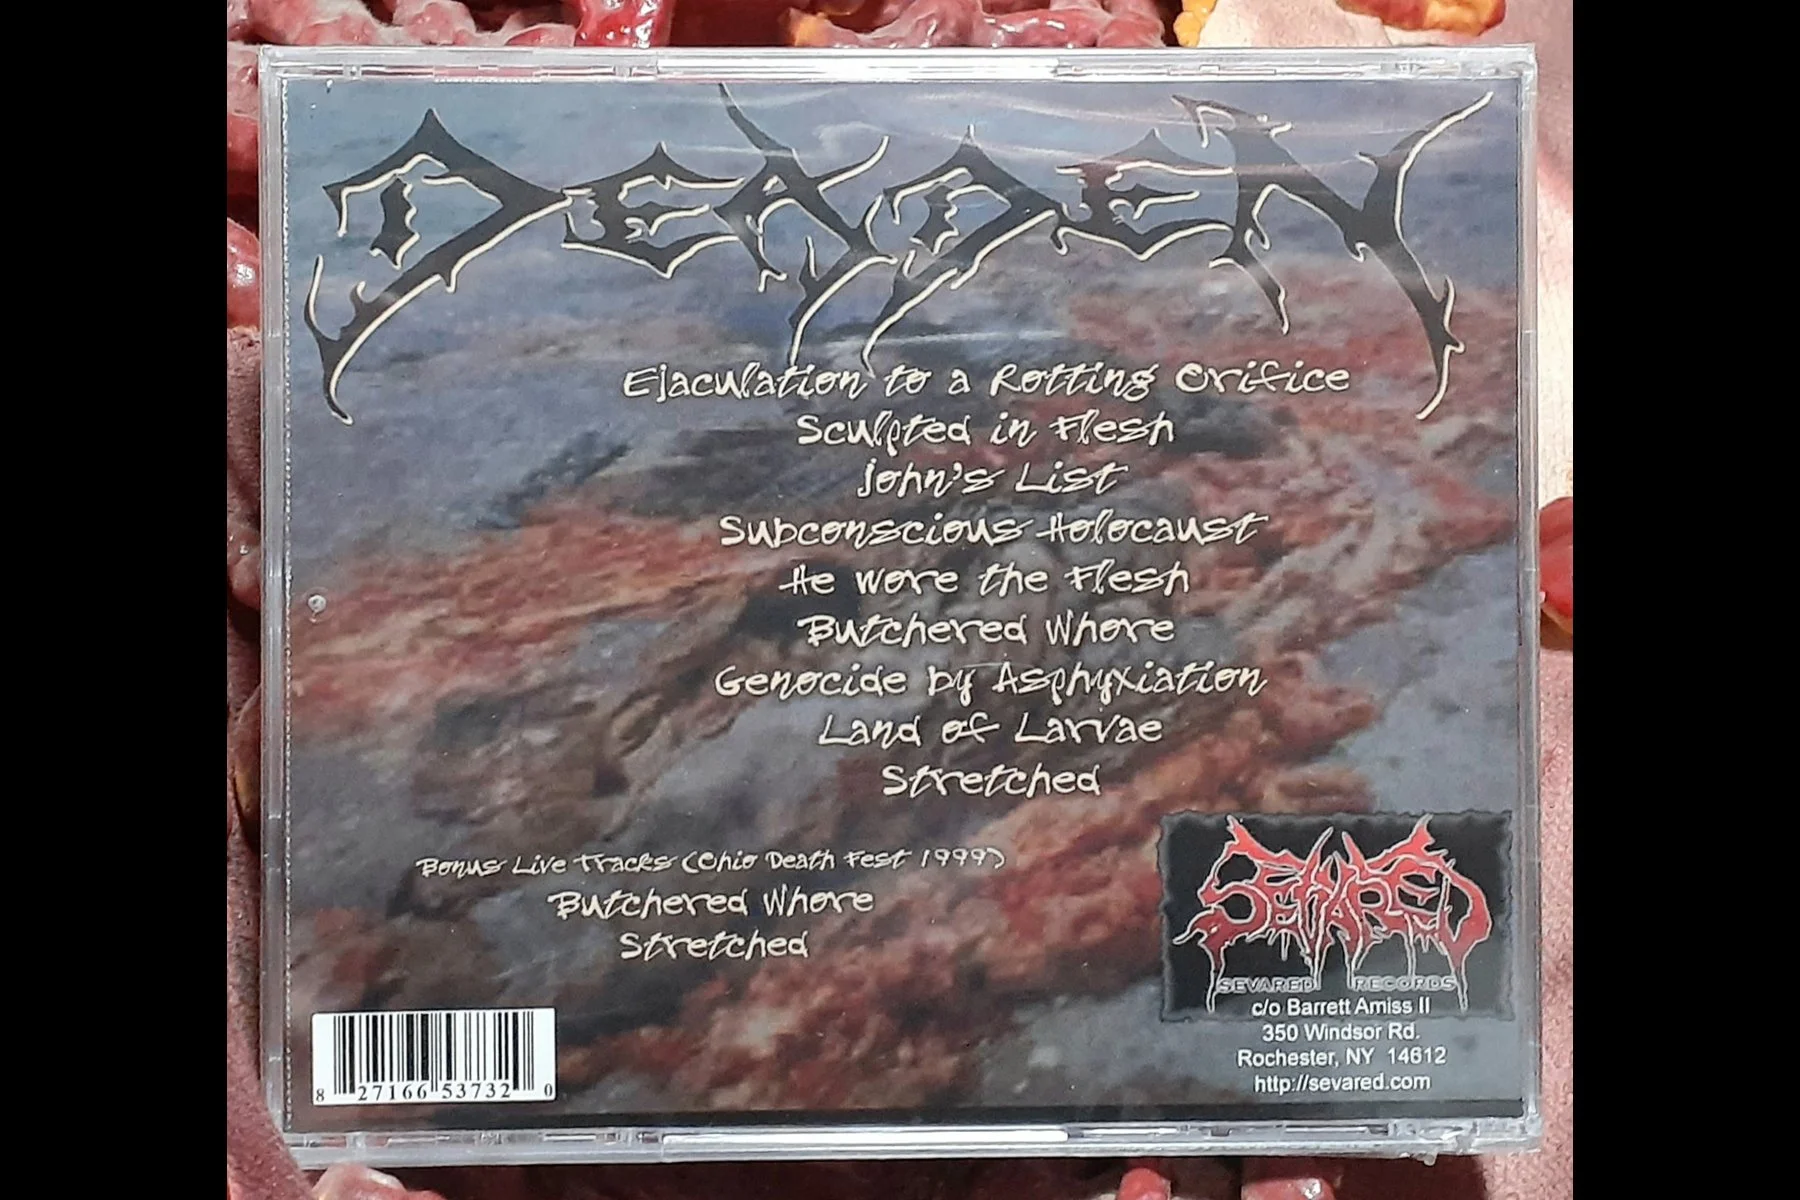 DEADEN
Ejaculation to a Rotting Orifice
Sculpted in Flesh
John's List
Subconscious Holocaust
He Wore the Flesh
Butchered Whore
Genocide by Asphyxiation
Land of Larvae
Stretched
Bonus Live Tracks (Ohio Death Fest 1999)
Butchered Whore
Stretched
SEVARED
SEVARED RECORDS
c/o Barrett Amiss II
350 Windsor Rd.
Rochester, NY 14612
http://sevared.com
8 27166 53732 0